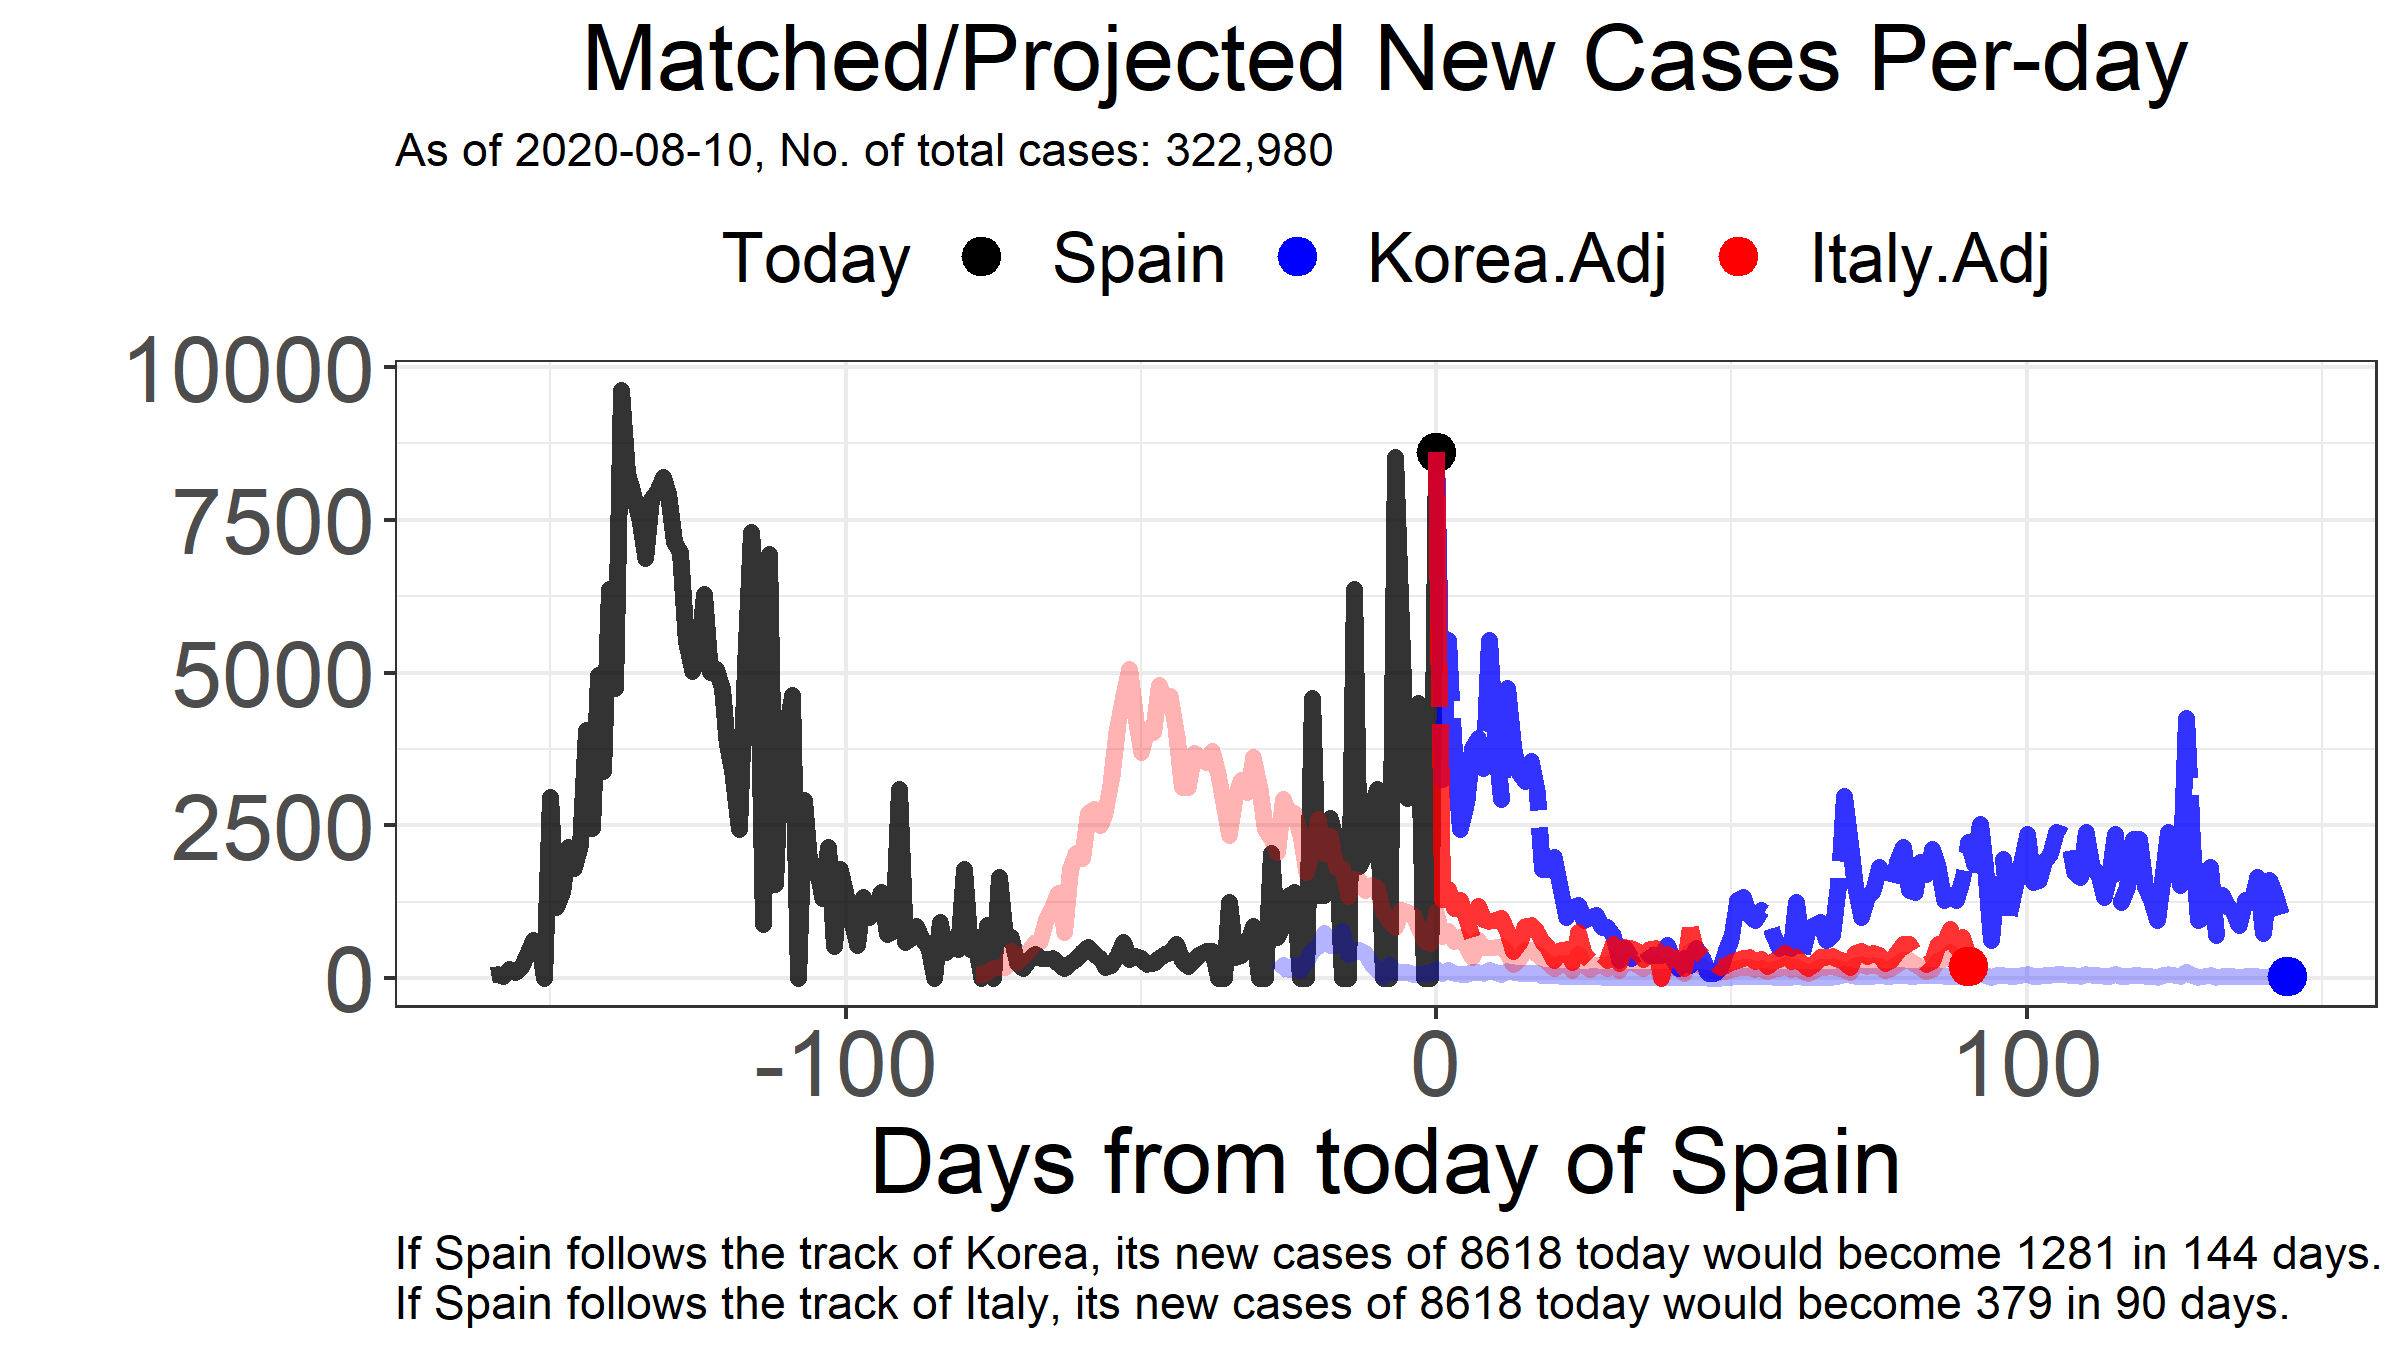 Matched/Projected New Cases Per-day
As of 2020-08-10, No. of total cases: 322,980
Today Spain Korea.Adj Italy.Adj
10000
7500
5000
2500
0
-100 0 100
Days from today of Spain
If Spain follows the track of Korea, its new cases of 8618 today would become 1281 in 144 days.
If Spain follows the track of Italy, its new cases of 8618 today would become 379 in 90 days.